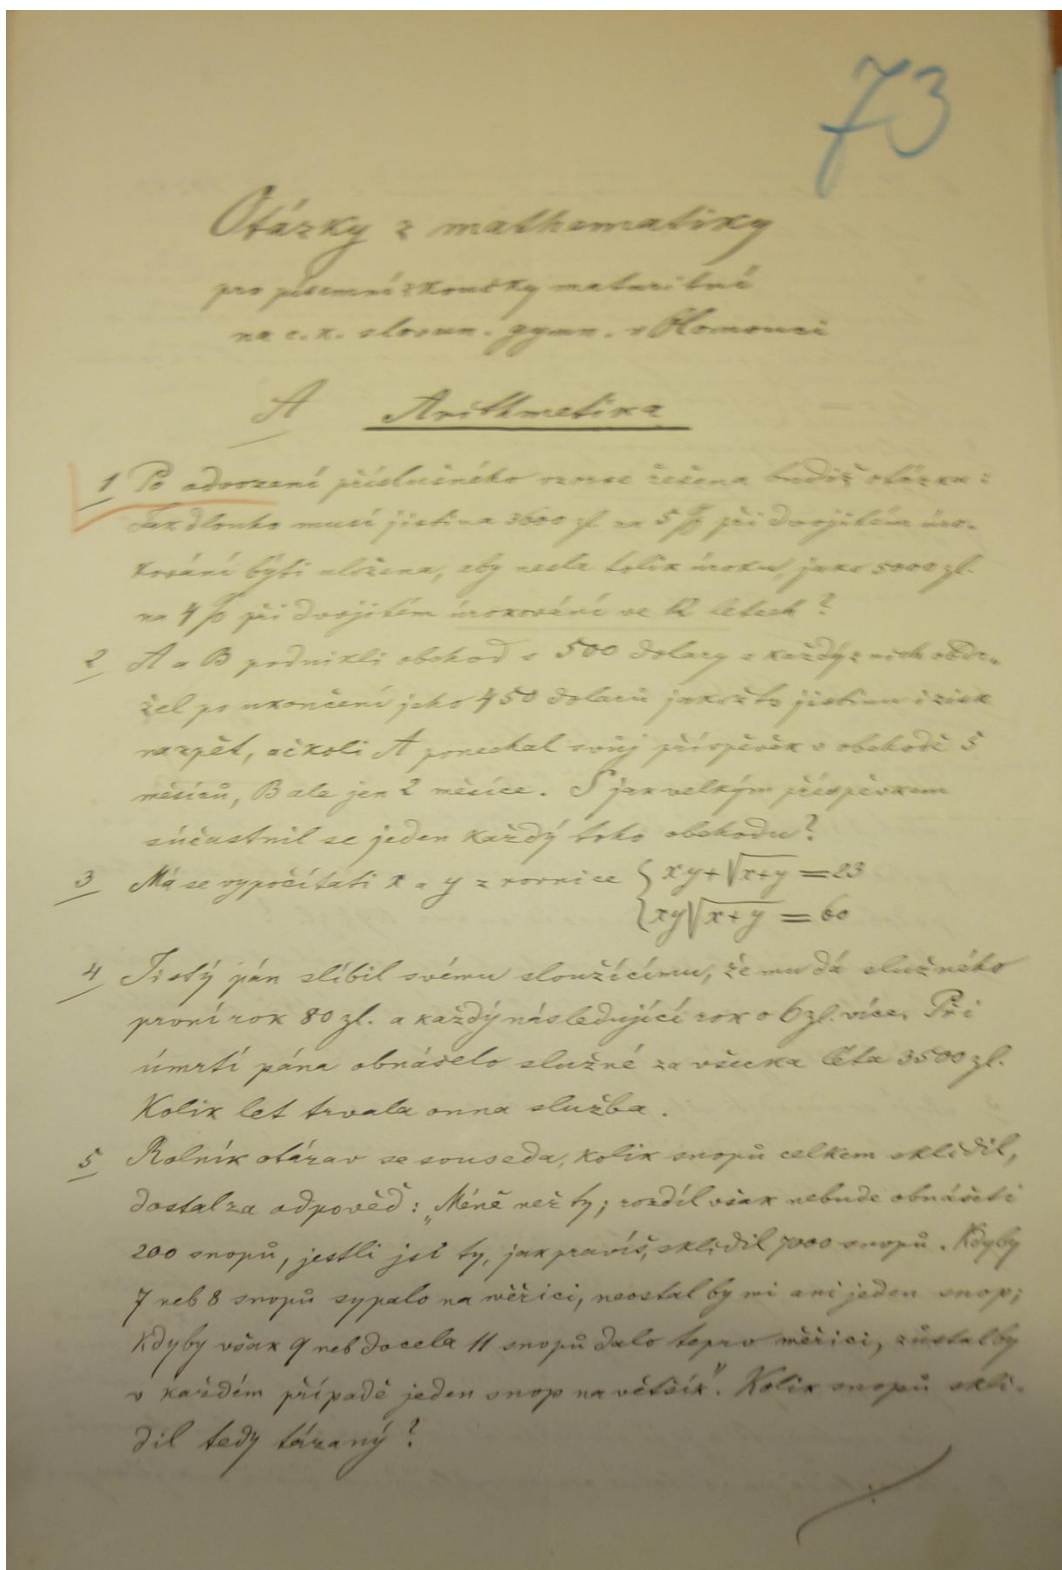 73
Otázky z mathematiky
pro písemní zkoušky maturitné
na c. k. slovan. gymn. v Olomouci
A Arithmetika
1 Po odvození příslušného vzorce řešena budiž otázka:
Jak dlouho musí jistina 3600 zl na 5% při dvojitém úro-
kování býti uložena, aby nesla tolik úroku, jako 5000 zl.
na 4% při dvojitém úrokování ve 12 letech?
2 A a B podnikli obchod s 500 dolary a každý z nich obdr-
žel po ukončení jeho 450 dolarů jakožto jistinu i zisk
nazpět, ačkoli A ponechal svůj příspěvek v obchodě 5
měsíců, B ale jen 2 měsíce. S jak velkým příspěvkem
súčastnil se jeden každý toho obchodu?
3 Má se vypočítati x a y z rovnice { xy+√x+y = 23
{ xy√x+y = 60
4 Jistý pán slíbil svému sloužícímu, že mu dá služného
první rok 80 zl. a každý následující rok o 6 zl. více. Při
úmrtí pána obnášelo služné za všecka léta 3500 zl.
Kolik let trvala onna služba.
5 Rolník otázav se souseda, kolik snopů celkem sklidil,
dostal za odpověď: „Méně než ty; rozdíl však nebude obnášeti
200 snopů, jestli jsi ty, jak pravíš, sklidil 7000 snopů. Kdyby
7 neb 8 snopů sypalo na měřici, neostal by mi ani jeden snop;
kdyby však 9 neb docela 11 snopů dalo teprv měřici, zůstal by
v každém případě jeden snop na větších". Kolik snopů skli-
dil tedy tázaný?